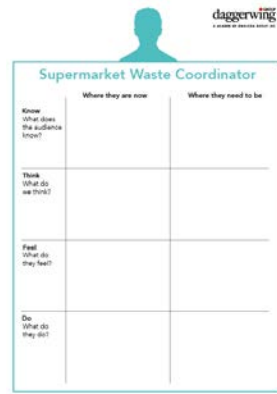 GROUP
daggerwing
Supermarket Waste Coordinator
Where they are now
Where they need to be
Know
What does
the audience
know?
Think
What do
we think?
Feel
What do
they feel?
Do
What do
they do?